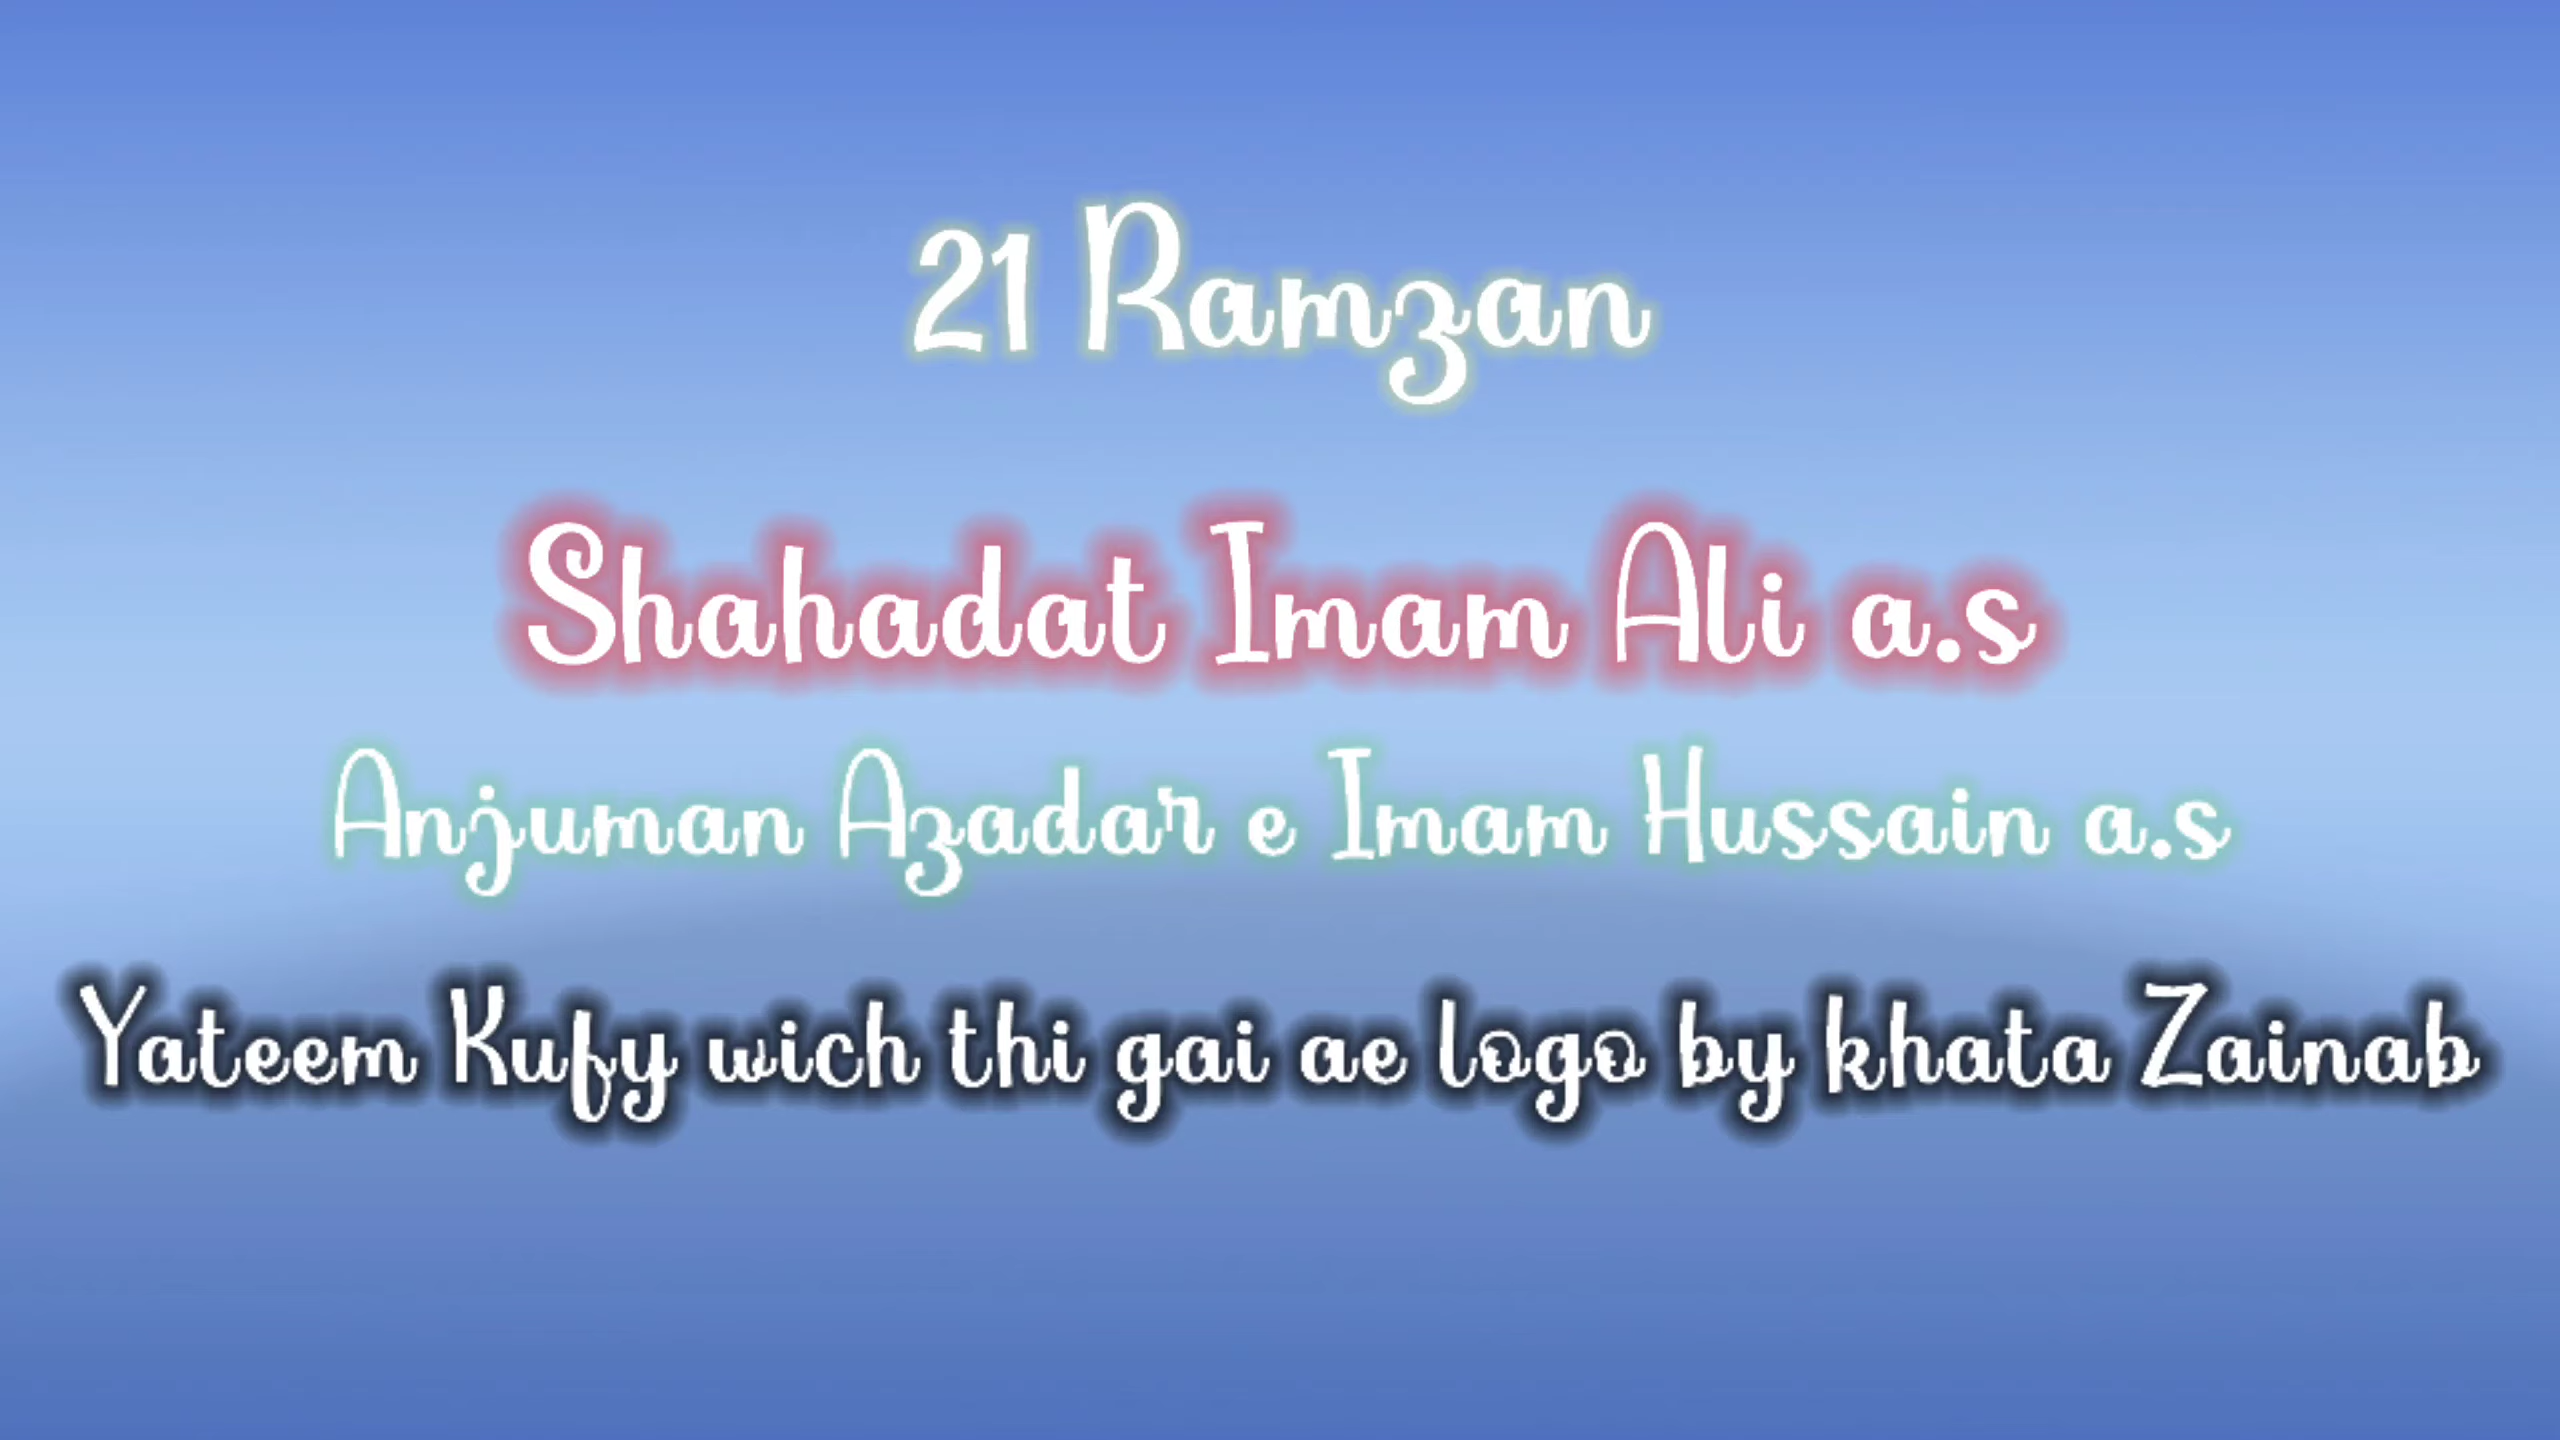 21 Ramzan
Shahadat Imam Ali a.s
Anjuman Azadar e Imam Hussain a.s
Yateem Kufy wich thi gai ae logo by khata Zainab